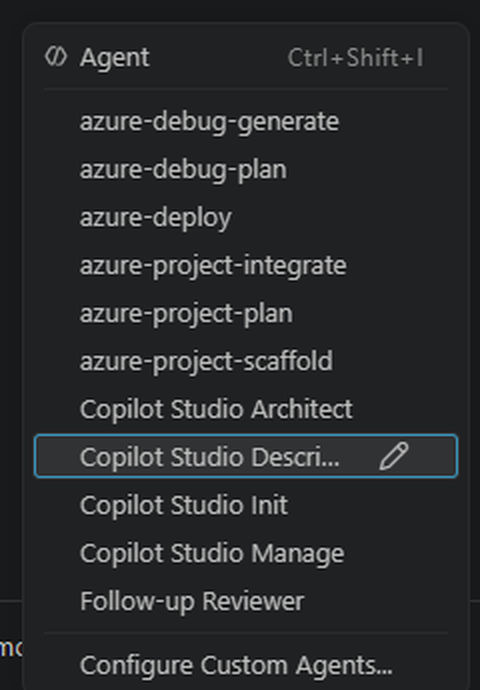 Agent Ctrl+Shift+I
azure-debug-generate
azure-debug-plan
azure-deploy
azure-project-integrate
azure-project-plan
azure-project-scaffold
Copilot Studio Architect
Copilot Studio Descri...
Copilot Studio Init
Copilot Studio Manage
Follow-up Reviewer
Configure Custom Agents...